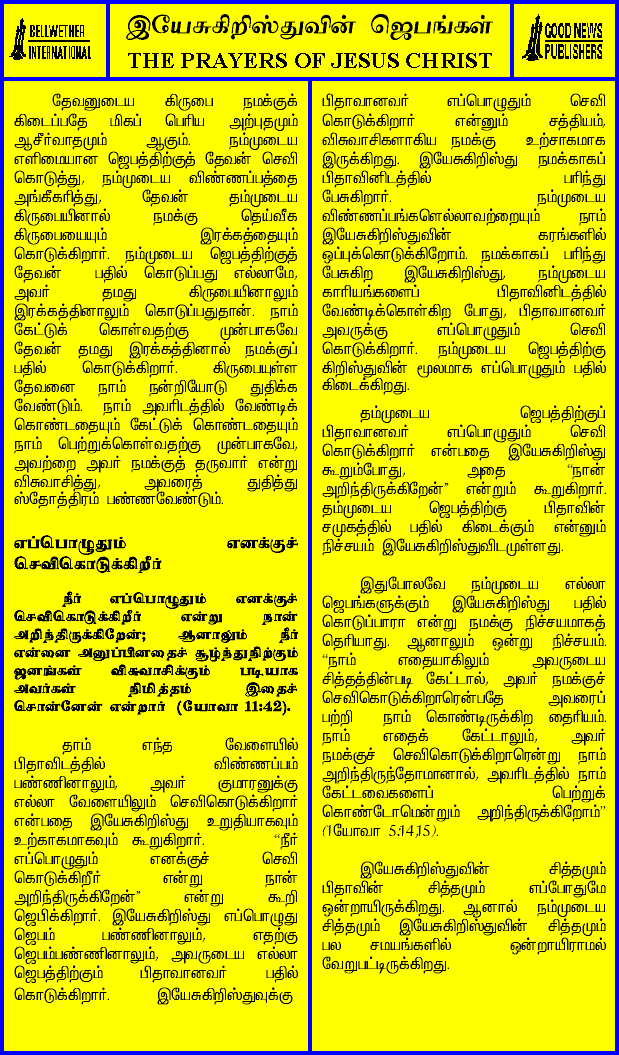 BELLWETHER
INTERNATIONAL
இயேசுகிறிஸ்துவின் ஜெபங்கள்
THE PRAYERS OF JESUS CHRIST
GOOD NEWS
PUBLISHERS
தேவனுடைய கிருபை நமக்குக்
கிடைப்பதே மிகப் பெரிய அற்புதமும்
ஆசீர்வாதமும் ஆகும். நம்முடைய
எளிமையான ஜெபத்திற்குத் தேவன் செவி
கொடுத்து, நம்முடைய விண்ணப்பத்தை
அங்கீகரித்து, தேவன் தம்முடைய
கிருபையினால் நமக்கு தெய்வீக
கிருபையையும் இரக்கத்தையும்
கொடுக்கிறார். நம்முடைய ஜெபத்திற்குத்
தேவன் பதில் கொடுப்பது எல்லாமே,
அவர் தமது கிருபையினாலும்
இரக்கத்தினாலும் கொடுப்பதுதான். நாம்
கேட்டுக் கொள்வதற்கு முன்பாகவே
தேவன் தமது இரக்கத்தினால் நமக்குப்
பதில் கொடுக்கிறார். கிருபையுள்ள
தேவனை நாம் நன்றியோடு துதிக்க
வேண்டும். நாம் அவரிடத்தில் வேண்டிக்
கொண்டதையும் கேட்டுக் கொண்டதையும்
நாம் பெற்றுக்கொள்வதற்கு முன்பாகவே,
அவற்றை அவர் நமக்குத் தருவார் என்று
விசுவாசித்து, அவரைத் துதித்து
ஸ்தோத்திரம் பண்ணவேண்டும்.
எப்பொழுதும் எனக்குச்
செவிகொடுக்கிறீர்
நீர் எப்பொழுதும் எனக்குச்
செவிகொடுக்கிறீர் என்று நான்
அறிந்திருக்கிறேன்; ஆனாலும் நீர்
என்னை அனுப்பினதைச் சூழ்ந்துநிற்கும்
ஜனங்கள் விசுவாசிக்கும் படியாக
அவர்கள் நிமித்தம் இதைச்
சொன்னேன் என்றார் (யோவா 11:42).
தாம் எந்த வேளையில்
பிதாவிடத்தில் விண்ணப்பம்
பண்ணினாலும், அவர் குமாரனுக்கு
எல்லா வேளையிலும் செவிகொடுக்கிறார்
என்பதை இயேசுகிறிஸ்து உறுதியாகவும்
உற்காகமாகவும் கூறுகிறார். “நீர்
எப்பொழுதும் எனக்குச் செவி
கொடுக்கிறீர் என்று நான்
அறிந்திருக்கிறேன்” என்று கூறி
ஜெபிக்கிறார். இயேசுகிறிஸ்து எப்பொழுது
ஜெபம் பண்ணினாலும், எதற்கு
ஜெபம்பண்ணினாலும், அவருடைய எல்லா
ஜெபத்திற்கும் பிதாவானவர் பதில்
கொடுக்கிறார். இயேசுகிறிஸ்துவுக்கு
பிதாவானவர் எப்பொழுதும் செவி
கொடுக்கிறார் என்னும் சத்தியம்,
விசுவாசிகளாகிய நமக்கு உற்சாகமாக
இருக்கிறது. இயேசுகிறிஸ்து நமக்காகப்
பிதாவினிடத்தில் பரிந்து
பேசுகிறார். நம்முடைய
விண்ணப்பங்களெல்லாவற்றையும் நாம்
இயேசுகிறிஸ்துவின் கரங்களில்
ஒப்புக்கொடுக்கிறோம். நமக்காகப் பரிந்து
பேசுகிற இயேசுகிறிஸ்து, நம்முடைய
காரியங்களைப் பிதாவினிடத்தில்
வேண்டிக்கொள்கிற போது, பிதாவானவர்
அவருக்கு எப்பொழுதும் செவி
கொடுக்கிறார். நம்முடைய ஜெபத்திற்கு
கிறிஸ்துவின் மூலமாக எப்பொழுதும் பதில்
கிடைக்கிறது.
தம்முடைய ஜெபத்திற்குப்
பிதாவானவர் எப்பொழுதும் செவி
கொடுக்கிறார் என்பதை இயேசுகிறிஸ்து
கூறும்போது, அதை “நான்
அறிந்திருக்கிறேன்” என்றும் கூறுகிறார்.
தம்முடைய ஜெபத்திற்கு பிதாவின்
சமுகத்தில் பதில் கிடைக்கும் என்னும்
நிச்சயம் இயேசுகிறிஸ்துவிடமுள்ளது.
இதுபோலவே நம்முடைய எல்லா
ஜெபங்களுக்கும் இயேசுகிறிஸ்து பதில்
கொடுப்பாரா என்று நமக்கு நிச்சயமாகத்
தெரியாது. ஆனாலும் ஒன்று நிச்சயம்.
“நாம் எதையாகிலும் அவருடைய
சித்தத்தின்படி கேட்டால், அவர் நமக்குச்
செவிகொடுக்கிறாரென்பதே அவரைப்
பற்றி நாம் கொண்டிருக்கிற தைரியம்.
நாம் எதைக் கேட்டாலும், அவர்
நமக்குச் செவிகொடுக்கிறாரென்று நாம்
அறிந்திருந்தோமானால், அவரிடத்தில் நாம்
கேட்டவைகளைப் பெற்றுக்
கொண்டோமென்றும் அறிந்திருக்கிறோம்”
(1யோவா 5:14,15).
இயேசுகிறிஸ்துவின் சித்தமும்
பிதாவின் சித்தமும் எப்போதுமே
ஒன்றாயிருக்கிறது. ஆனால் நம்முடைய
சித்தமும் இயேசுகிறிஸ்துவின் சித்தமும்
பல சமயங்களில் ஒன்றாயிராமல்
வேறுபட்டிருக்கிறது.